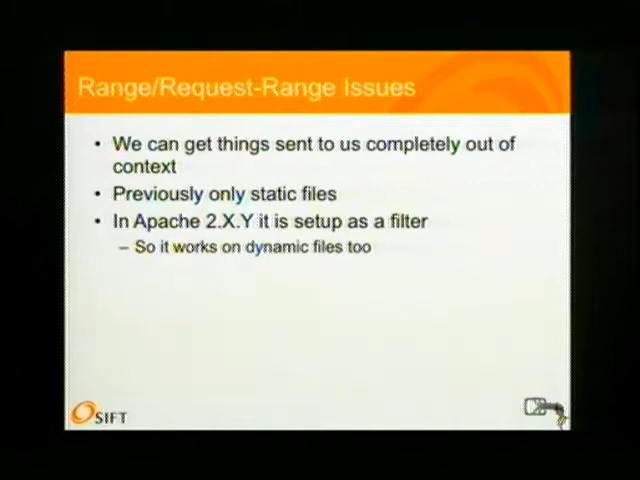 Range/Request-Range Issues
• We can get things sent to us completely out of
context
• Previously only static files
• In Apache 2.X.Y it is setup as a filter
– So it works on dynamic files too
SIFT